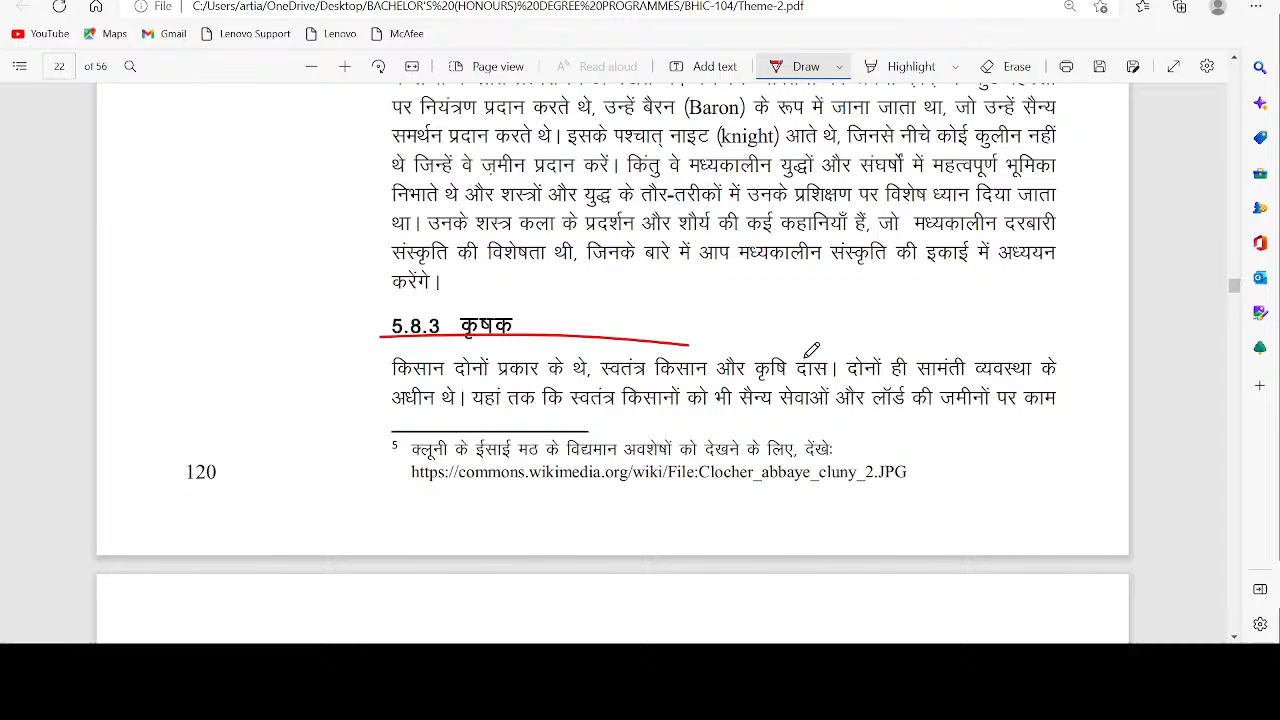 File | C:/Users/artia/OneDrive/Desktop/BACHELOR'S%20(HONOURS)%20DEGREE%20PROGRAMMES/BHIC-104/Theme-2.pdf
YouTube Maps Gmail Lenovo Support Lenovo McAfee
22 of 56 Page view Read aloud Add text Draw Highlight Erase
पर नियंत्रण प्रदान करते थे, उन्हें बैरन (Baron) के रूप में जाना जाता था, जो उन्हें सैन्य
समर्थन प्रदान करते थे। इसके पश्चात् नाइट (knight) आते थे, जिनसे नीचे कोई कुलीन नहीं
थे जिन्हें वे ज़मीन प्रदान करें। किंतु वे मध्यकालीन युद्धों और संघर्षों में महत्वपूर्ण भूमिका
निभाते थे और शस्त्रों और युद्ध के तौर-तरीकों में उनके प्रशिक्षण पर विशेष ध्यान दिया जाता
था। उनके शस्त्र कला के प्रदर्शन और शौर्य की कई कहानियाँ हैं, जो मध्यकालीन दरबारी
संस्कृति की विशेषता थी, जिनके बारे में आप मध्यकालीन संस्कृति की इकाई में अध्ययन
करेंगे।
5.8.3 कृषक
किसान दोनों प्रकार के थे, स्वतंत्र किसान और कृषि दास। दोनों ही सामंती व्यवस्था के
अधीन थे। यहां तक कि स्वतंत्र किसानों को भी सैन्य सेवाओं और लॉर्ड की जमीनों पर काम
5 क्लूनी के ईसाई मठ के विद्यमान अवशेषों को देखने के लिए, देंखेः
https://commons.wikimedia.org/wiki/File:Clocher_abbaye_cluny_2.JPG
120